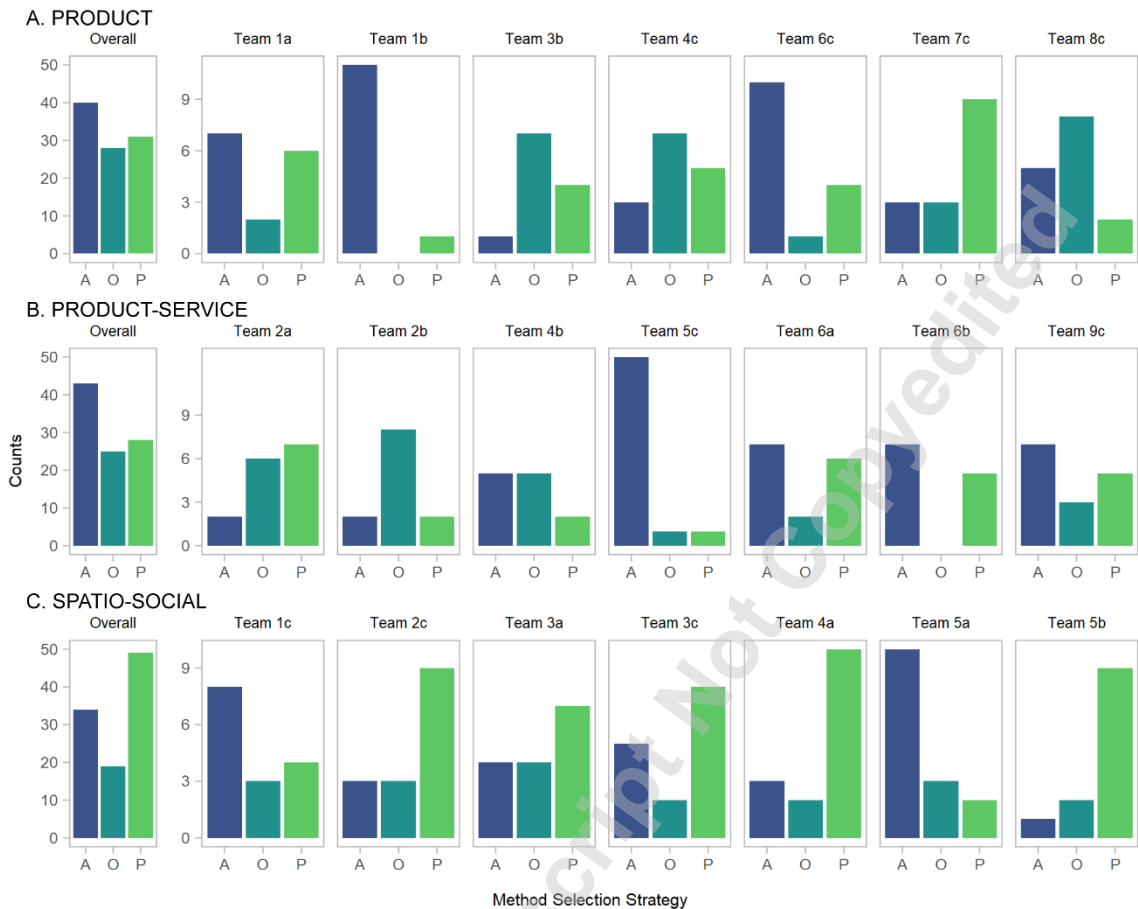 A. PRODUCT
Overall Team 1a Team 1b Team 3b Team 4c Team 6c Team 7c Team 8c
50
40
30
20
10
0
9
6
3
0
A O P A O P A O P A O P A O P A O P A O P A O P
B. PRODUCT-SERVICE
Overall Team 2a Team 2b Team 4b Team 5c Team 6a Team 6b Team 9c
50
40
30
20
10
0
9
6
3
0
Counts
A O P A O P A O P A O P A O P A O P A O P A O P
C. SPATIO-SOCIAL
Overall Team 1c Team 2c Team 3a Team 3c Team 4a Team 5a Team 5b
50
40
30
20
10
0
9
6
3
0
A O P A O P A O P A O P A O P A O P A O P A O P
Method Selection Strategy
cript Not Copyedited